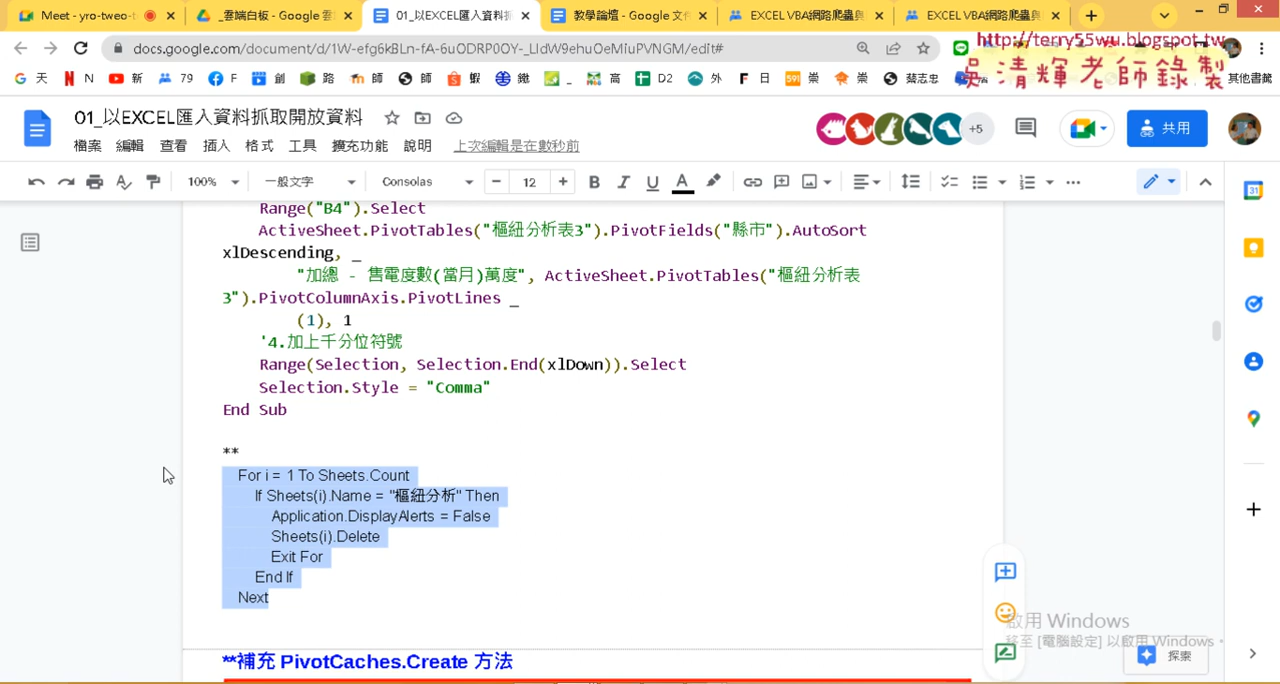 Meet - yro-tweo-t
_雲端白板 - Google 雲
01_以EXCEL匯入資料抓
教學論壇 - Google 文件
EXCEL VBA網路爬蟲與
EXCEL VBA網路爬蟲與
docs.google.com/document/d/1W-efg6kBLn-fA-6uODRP0OY-_LldW9ehuOeMiuPVNGM/edit#
http://terry55wu.blogspot.tw
吳清輝老師錄製
天
N
新
79
F
創
路
師
師
蝦
D2
外
日
崇
崇
蔡志忠
其他書籤
01_以EXCEL匯入資料抓取開放資料
+5
共用
檔案 編輯 查看 插入 格式 工具 擴充功能 說明 上次編輯是在數秒前
100% 一般文字 Consolas 12
Range("B4").Select
ActiveSheet.PivotTables("樞紐分析表3").PivotFields("縣市").AutoSort
xlDescending, _
"加總 - 售電度數(當月)萬度", ActiveSheet.PivotTables("樞紐分析表
3").PivotColumnAxis.PivotLines _
(1), 1
'4.加上千分位符號
Range(Selection, Selection.End(xlDown)).Select
Selection.Style = "Comma"
End Sub
**
For i = 1 To Sheets.Count
If Sheets(i).Name = "樞紐分析" Then
Application.DisplayAlerts = False
Sheets(i).Delete
Exit For
End If
Next
啟用 Windows
移至 [電腦設定] 以啟用 Windows。
探索
**補充 PivotCaches.Create 方法